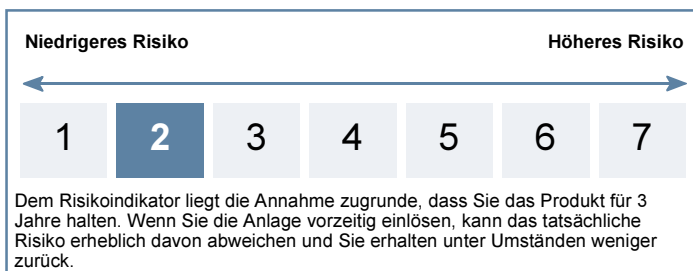 Niedrigeres Risiko Höheres Risiko
1 2 3 4 5 6 7
Dem Risikoindikator liegt die Annahme zugrunde, dass Sie das Produkt für 3
Jahre halten. Wenn Sie die Anlage vorzeitig einlösen, kann das tatsächliche
Risiko erheblich davon abweichen und Sie erhalten unter Umständen weniger
zurück.